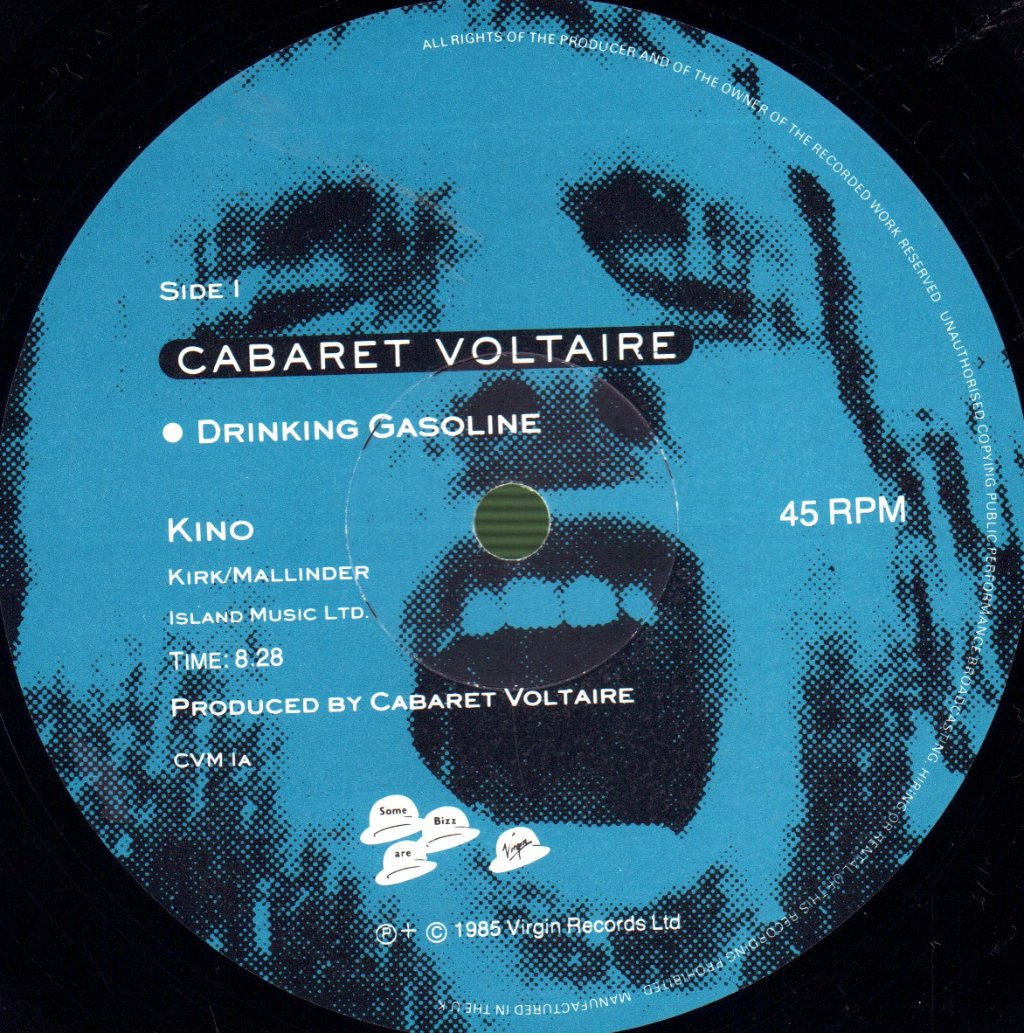 ALL RIGHTS OF THE PRODUCER AND OF THE OWNER OF THE RECORDED WORK RESERVED UNAUTHORISED COPYING PUBLIC PERFORMANCE BROADCASTING, HIRING OR RENTAL OF THIS RECORDING PROHIBITED MANUFACTURED IN THE U.K.
SIDE 1
CABARET VOLTAIRE
● DRINKING GASOLINE
45 RPM
KINO
KIRK/MALLINDER
ISLAND MUSIC LTD.
TIME: 8.28
PRODUCED BY CABARET VOLTAIRE
CVM 1A
Some
Bizz
are
Virgin
℗+ © 1985 Virgin Records Ltd